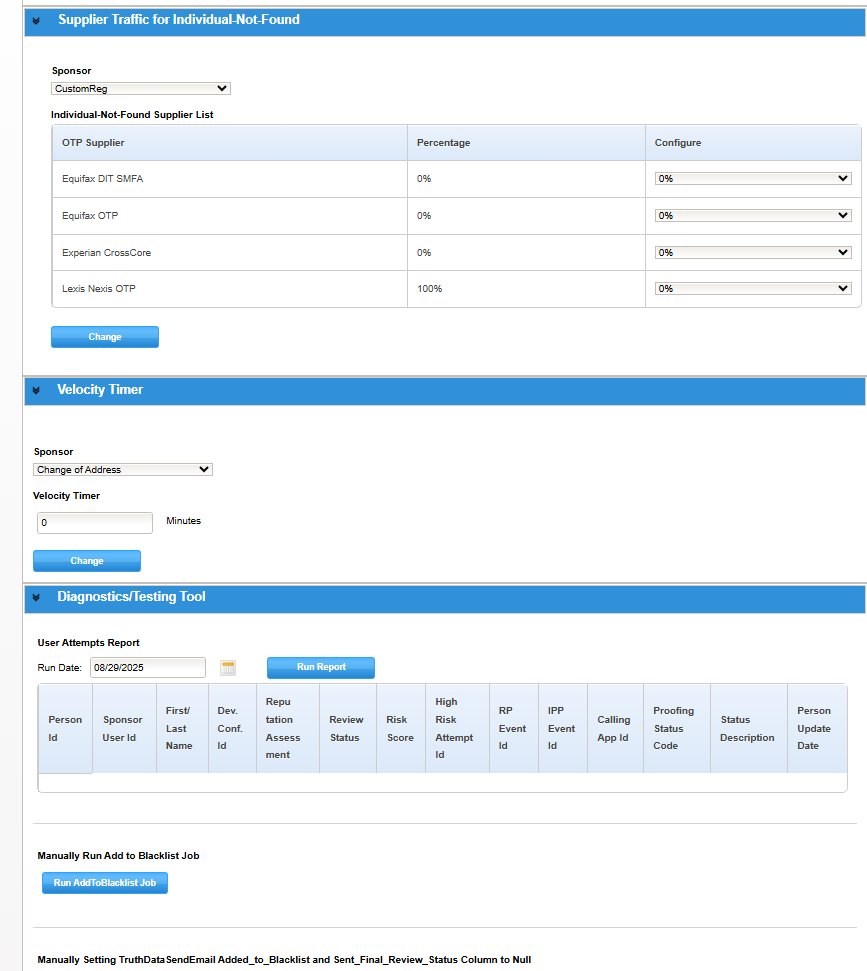 Supplier Traffic for Individual-Not-Found
Sponsor
CustomReg
Individual-Not-Found Supplier List
OTP Supplier Percentage Configure
Equifax DIT SMFA 0% 0%
Equifax OTP 0% 0%
Experian CrossCore 0% 0%
Lexis Nexis OTP 100% 0%
Change
Velocity Timer
Sponsor
Change of Address
Velocity Timer
0 Minutes
Change
Diagnostics/Testing Tool
User Attempts Report
Run Date: 08/29/2025 Run Report
Person
Id
Sponsor
User Id
First/
Last
Name
Dev.
Conf.
Id
Repu
tation
Assess
ment
Review
Status
Risk
Score
High
Risk
Attempt
Id
RP
Event
Id
IPP
Event
Id
Calling
App Id
Proofing
Status
Code
Status
Description
Person
Update
Date
Manually Run Add to Blacklist Job
Run AddToBlacklist Job
Manually Setting TruthDataSendEmail Added_to_Blacklist and Sent_Final_Review_Status Column to Null